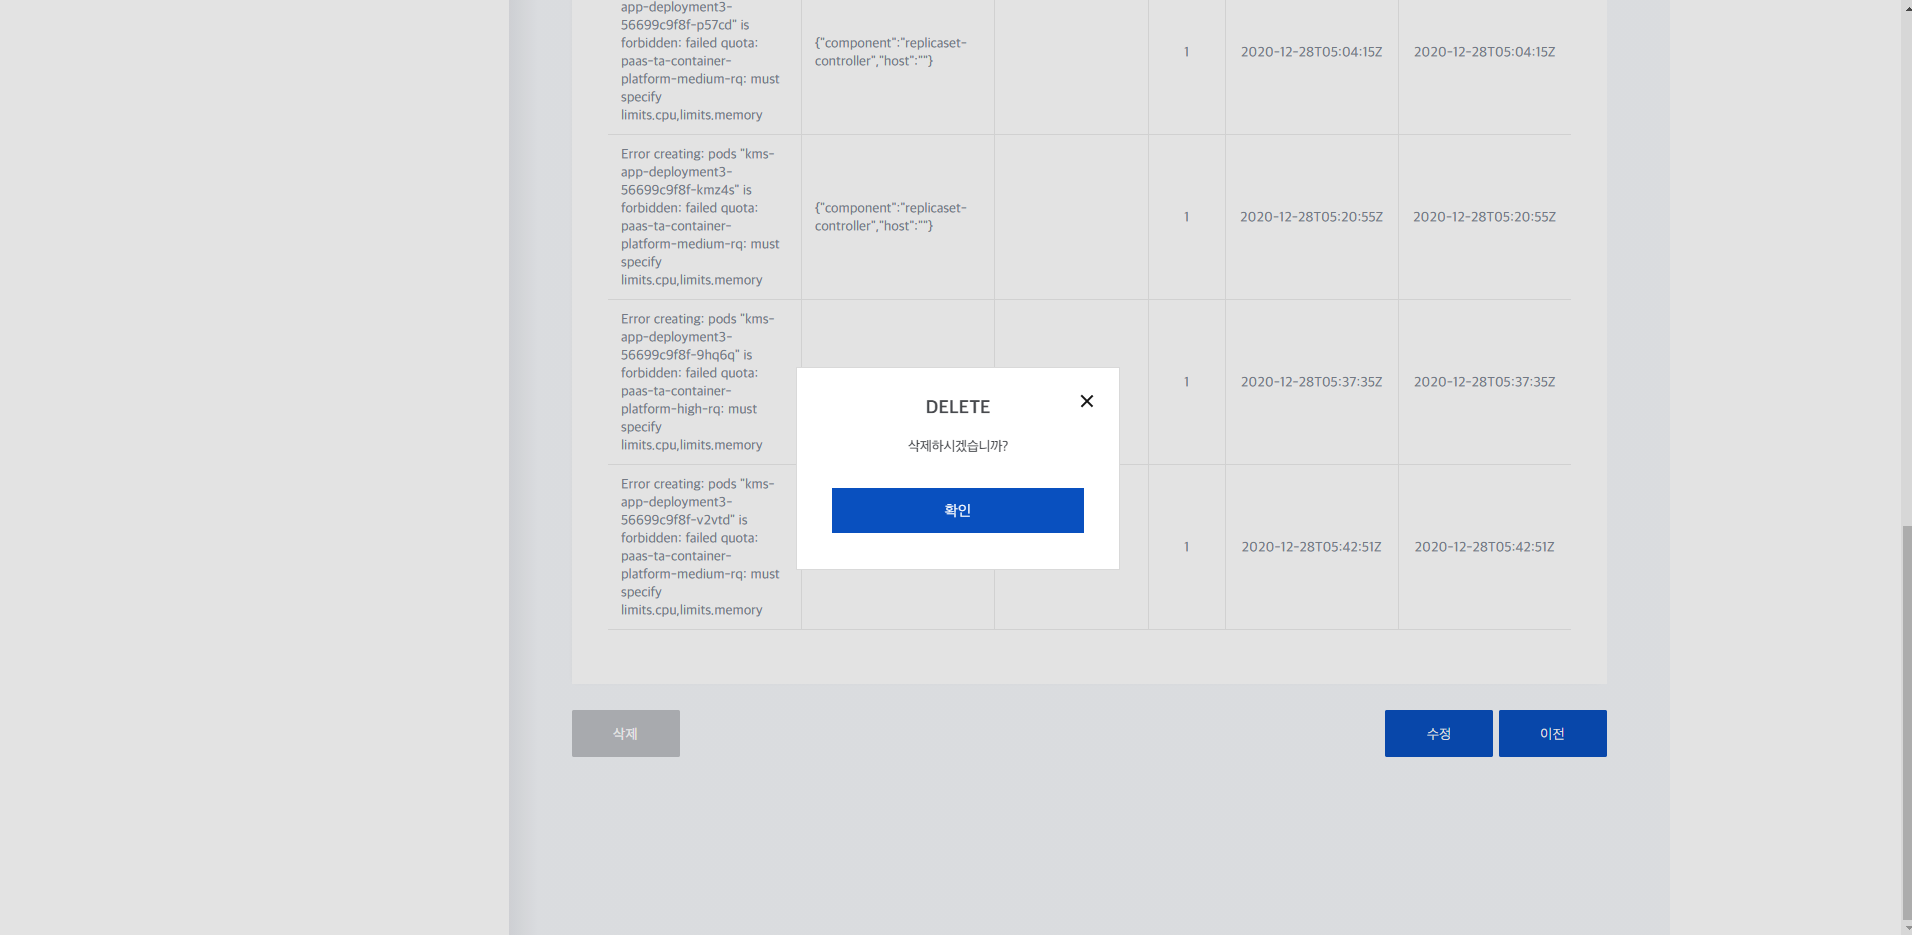 app-deployment3-
56699c9f8f-p57cd" is
forbidden: failed quota:
paas-ta-container-
platform-medium-rq: must
specify
limits.cpu,limits.memory
{"component":"replicaset-
controller","host":""}
1
2020-12-28T05:04:15Z
2020-12-28T05:04:15Z
Error creating: pods "kms-
app-deployment3-
56699c9f8f-kmz4s" is
forbidden: failed quota:
paas-ta-container-
platform-medium-rq: must
specify
limits.cpu,limits.memory
{"component":"replicaset-
controller","host":""}
1
2020-12-28T05:20:55Z
2020-12-28T05:20:55Z
Error creating: pods "kms-
app-deployment3-
56699c9f8f-9hq6q" is
forbidden: failed quota:
paas-ta-container-
platform-high-rq: must
specify
limits.cpu,limits.memory
1
2020-12-28T05:37:35Z
2020-12-28T05:37:35Z
DELETE
삭제하시겠습니까?
확인
Error creating: pods "kms-
app-deployment3-
56699c9f8f-v2vtd" is
forbidden: failed quota:
paas-ta-container-
platform-medium-rq: must
specify
limits.cpu,limits.memory
1
2020-12-28T05:42:51Z
2020-12-28T05:42:51Z
삭제
수정
이전